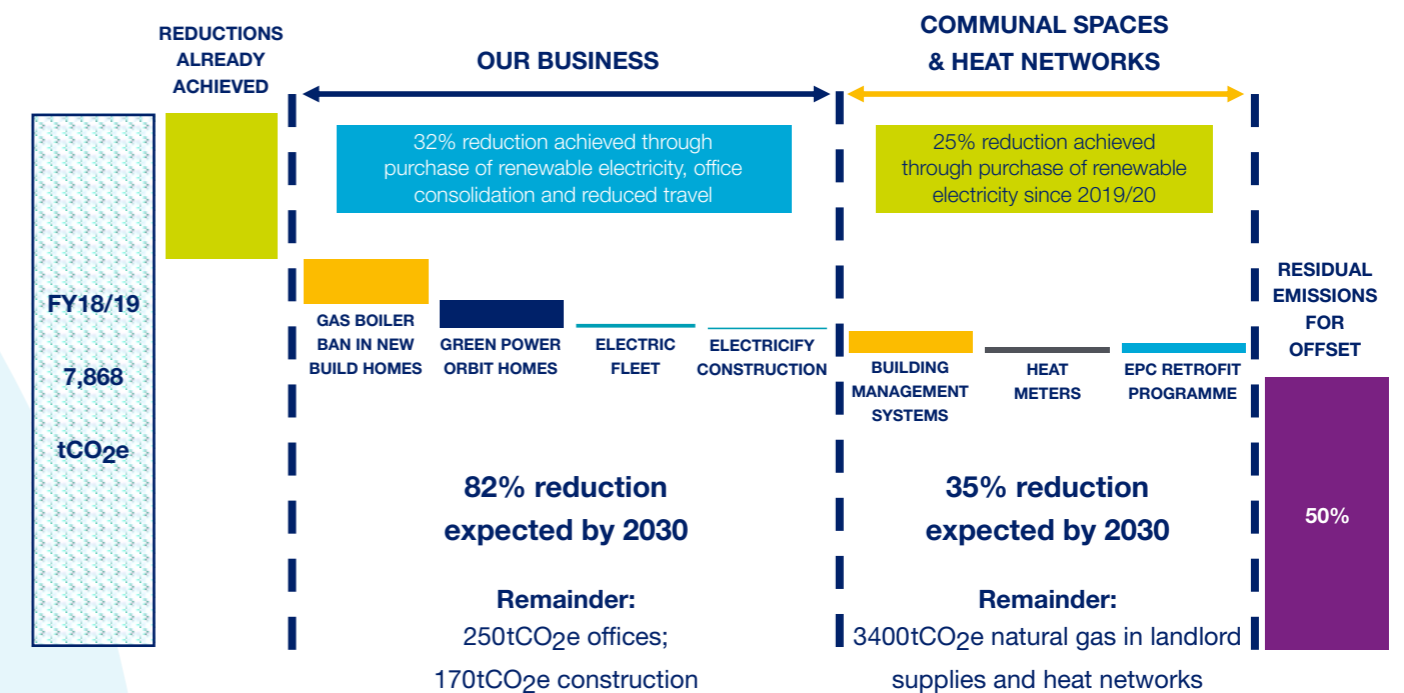 REDUCTIONS
ALREADY
ACHIEVED
OUR BUSINESS
COMMUNAL SPACES
& HEAT NETWORKS
32% reduction achieved through
purchase of renewable electricity, office
consolidation and reduced travel
25% reduction achieved
through purchase of renewable
electricity since 2019/20
FY18/19
7,868
tCO2e
GAS BOILER
BAN IN NEW
BUILD HOMES
GREEN POWER
ORBIT HOMES
ELECTRIC
FLEET
ELECTRICIFY
CONSTRUCTION
BUILDING
MANAGEMENT
SYSTEMS
HEAT
METERS
EPC RETROFIT
PROGRAMME
RESIDUAL
EMISSIONS
FOR
OFFSET
50%
82% reduction
expected by 2030
Remainder:
250tCO2e offices;
170tCO2e construction
35% reduction
expected by 2030
Remainder:
3400tCO2e natural gas in landlord
supplies and heat networks